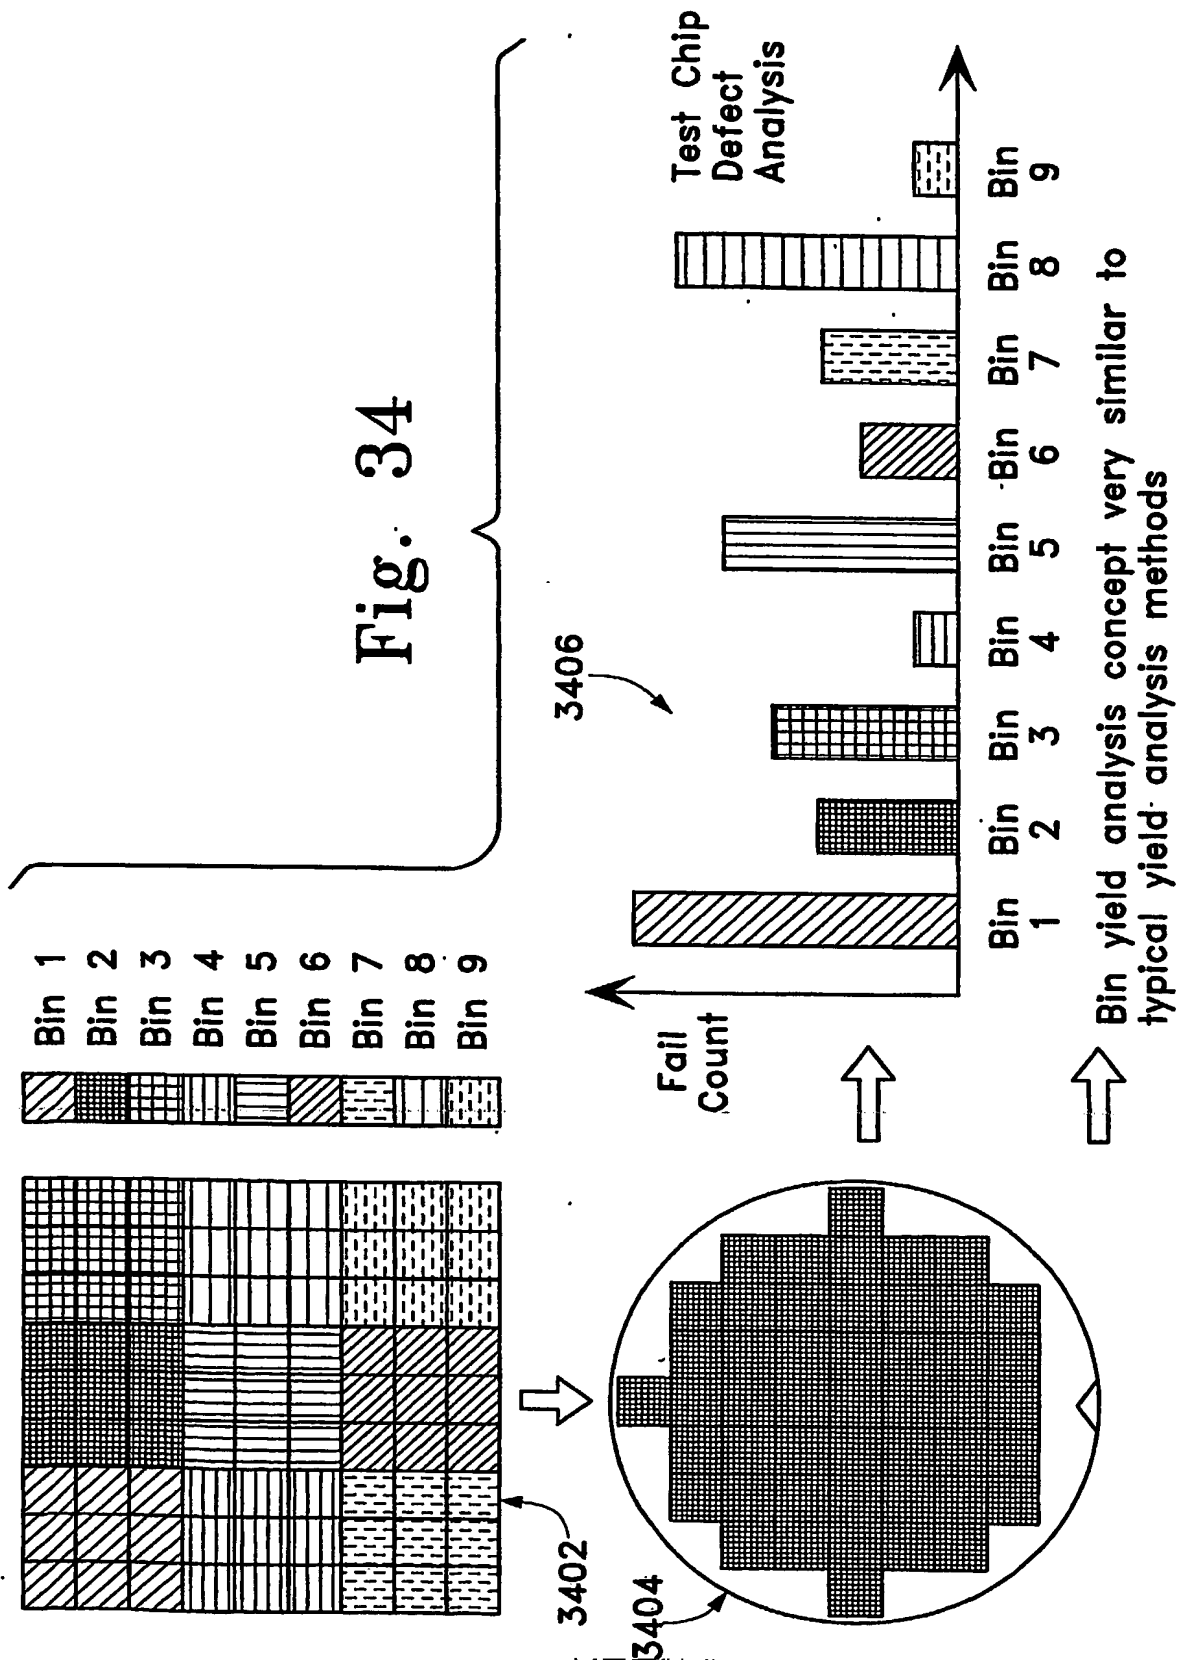 Bin 1
Bin 2
Bin 3
Bin 4
Bin 5
Bin 6
Bin 7
Bin 8
Bin 9
3402
3404
Fig. 34
3406
Test Chip
Defect
Analysis
Fail
Count
Bin 1
Bin 2
Bin 3
Bin 4
Bin 5
Bin 6
Bin 7
Bin 8
Bin 9
Bin yield analysis concept very similar to
typical yield analysis methods